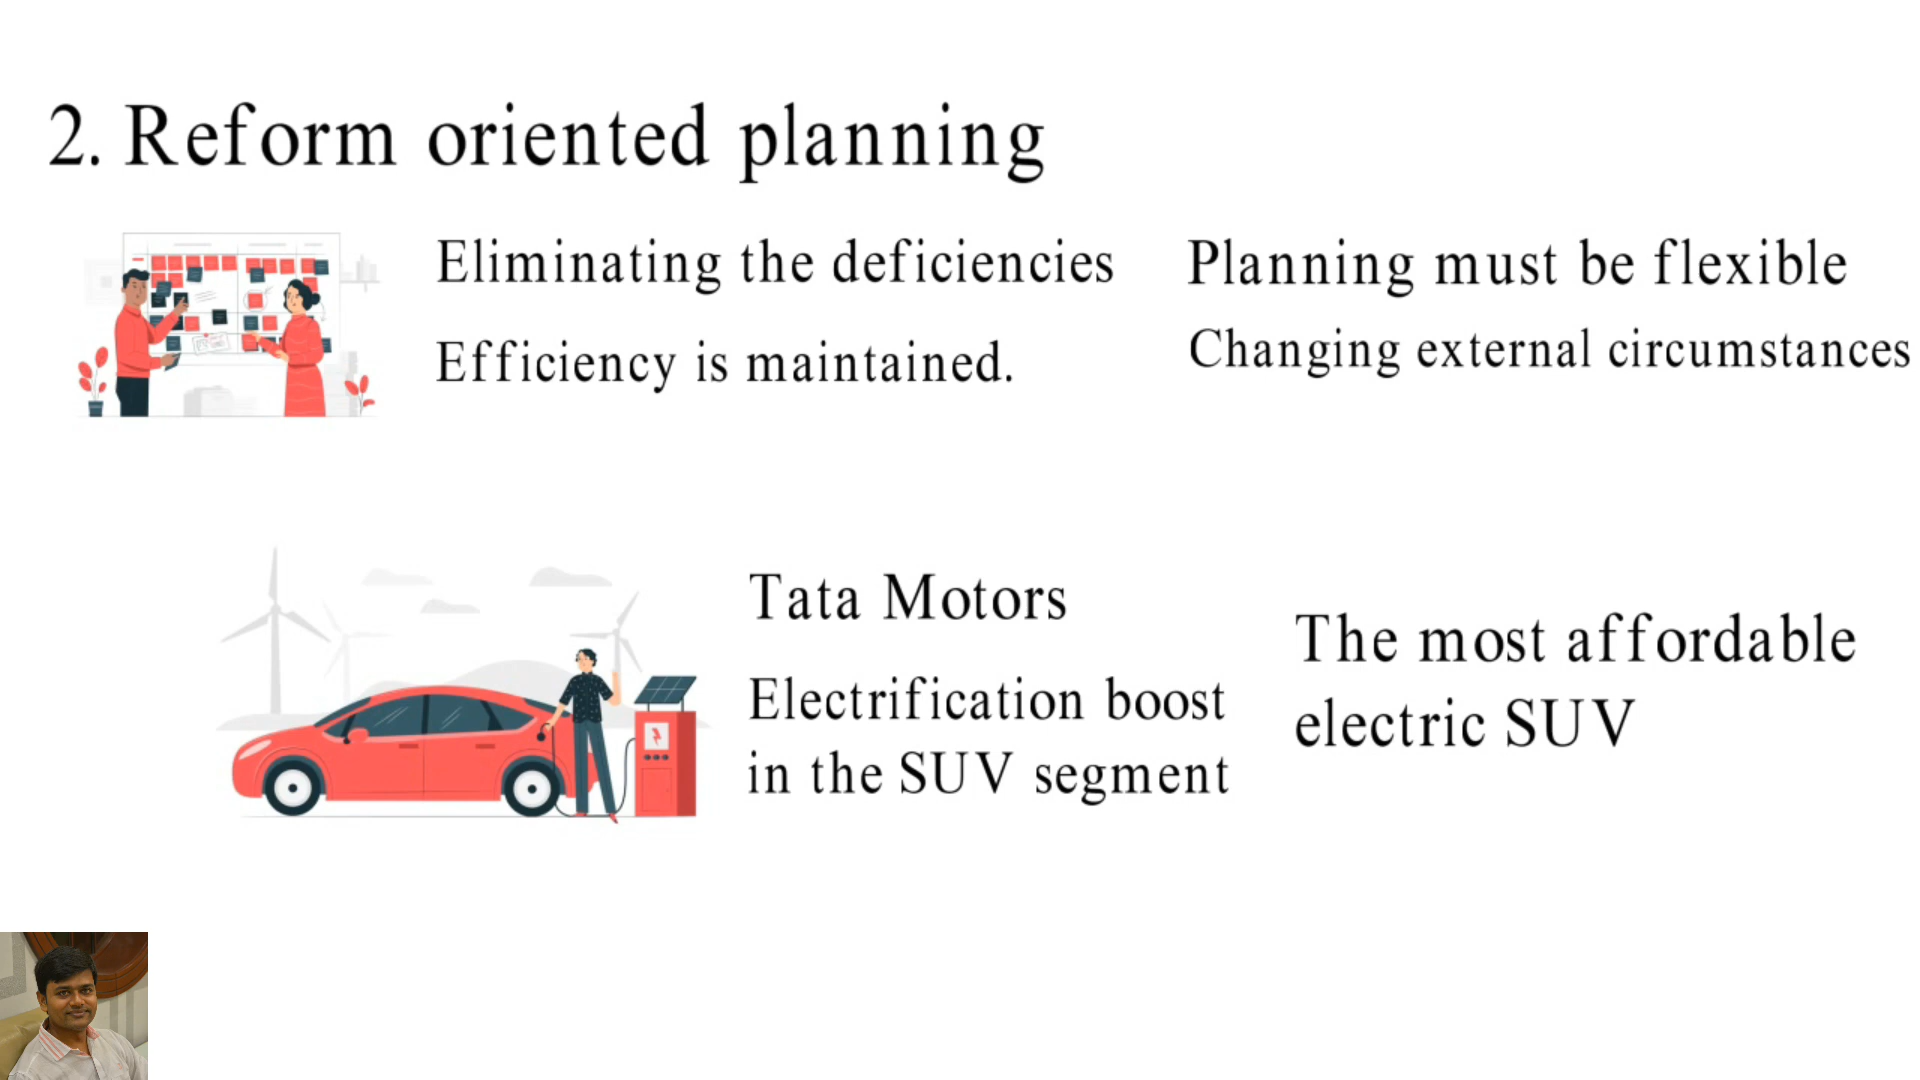 2. Reform oriented planning
Eliminating the deficiencies
Efficiency is maintained.
Planning must be flexible
Changing external circumstances
Tata Motors
Electrification boost
in the SUV segment
The most affordable
electric SUV